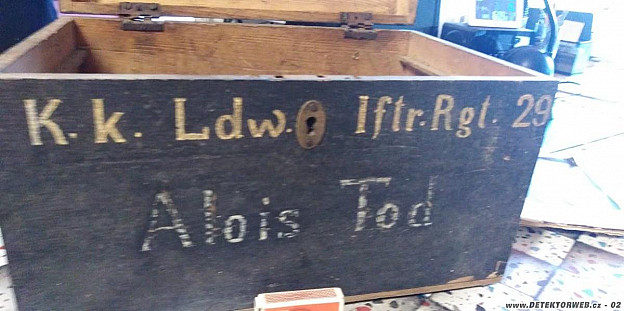 K. k. Ldw. Iftr. Rgt. 29
Alois Tod
www.DETEKTORWEB.cz - 02